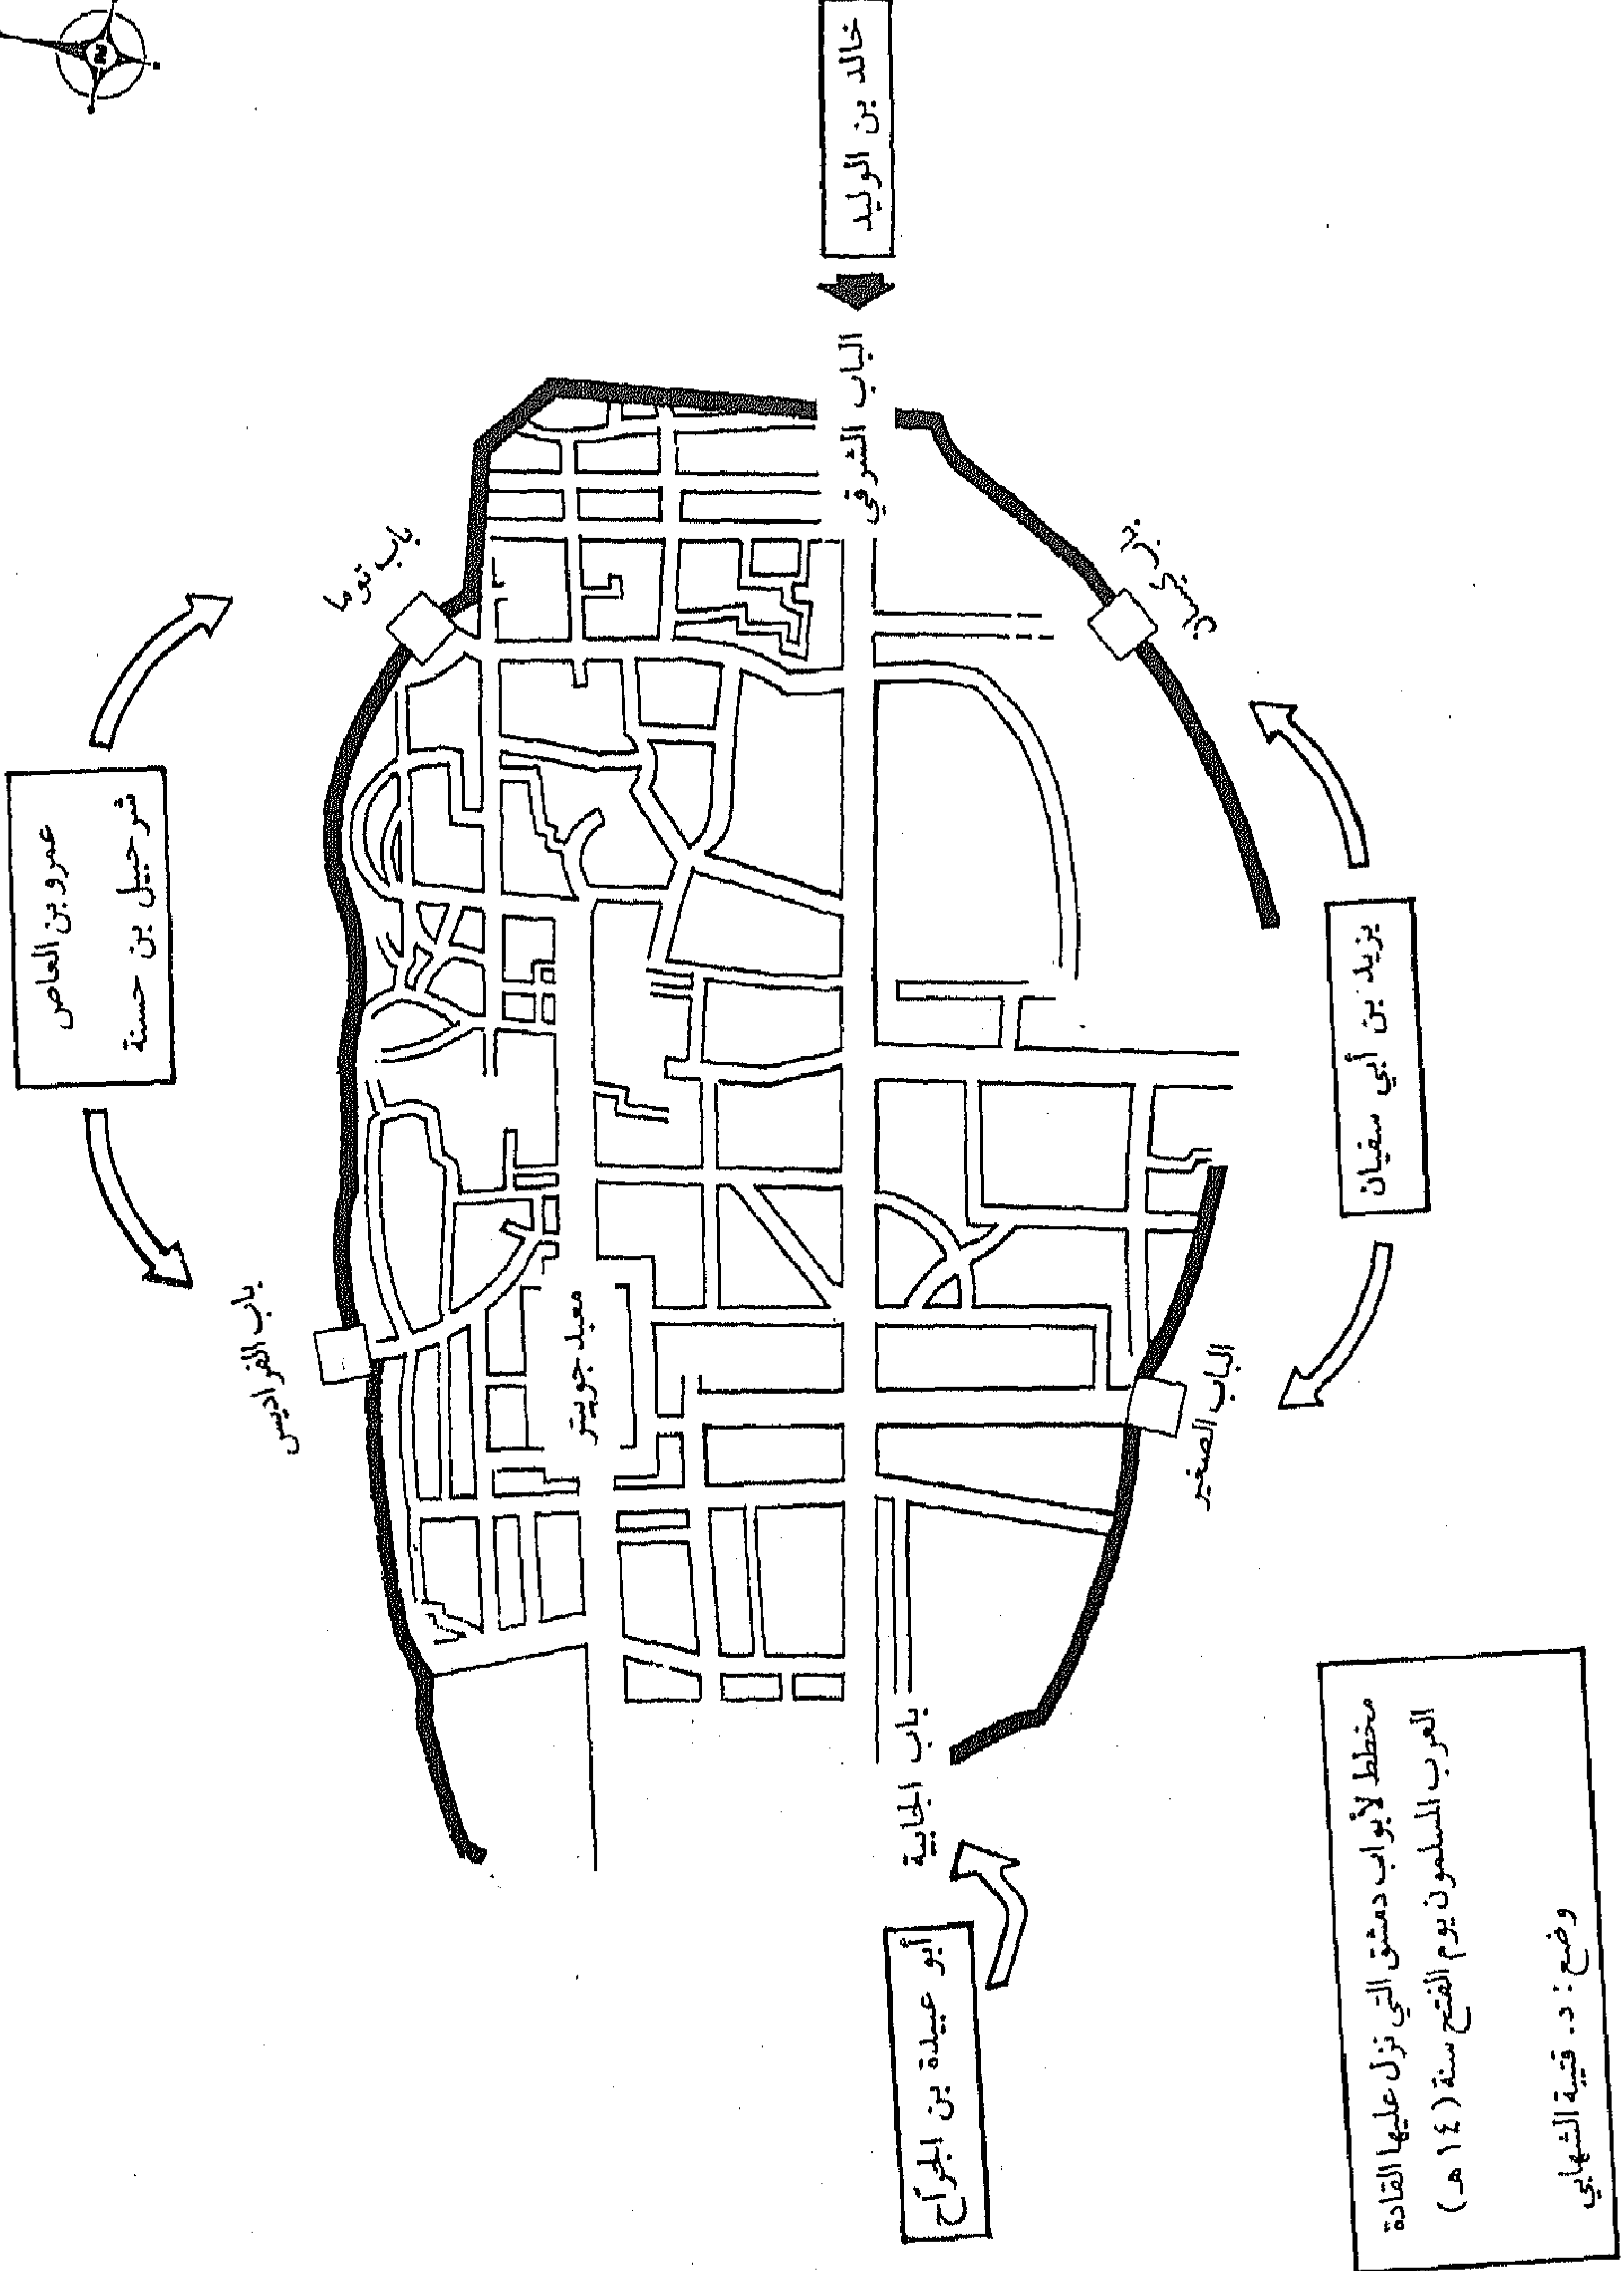 مخطط لأبواب دمشق التي نزل عليها القادة
العرب المسلمون يوم الفتح سنة (١٤ هـ)
وضع : د. قتيبة الشهابي
عمرو بن العاص
شرحبيل بن حسنة
باب توما
باب الفراديس
خالد بن الوليد
الباب الشرقي
معبد جوبيتر
باب الجابية
أبو عبيدة بن الجرّاح
الباب الصغير
يزيد بن أبي سفيان
N